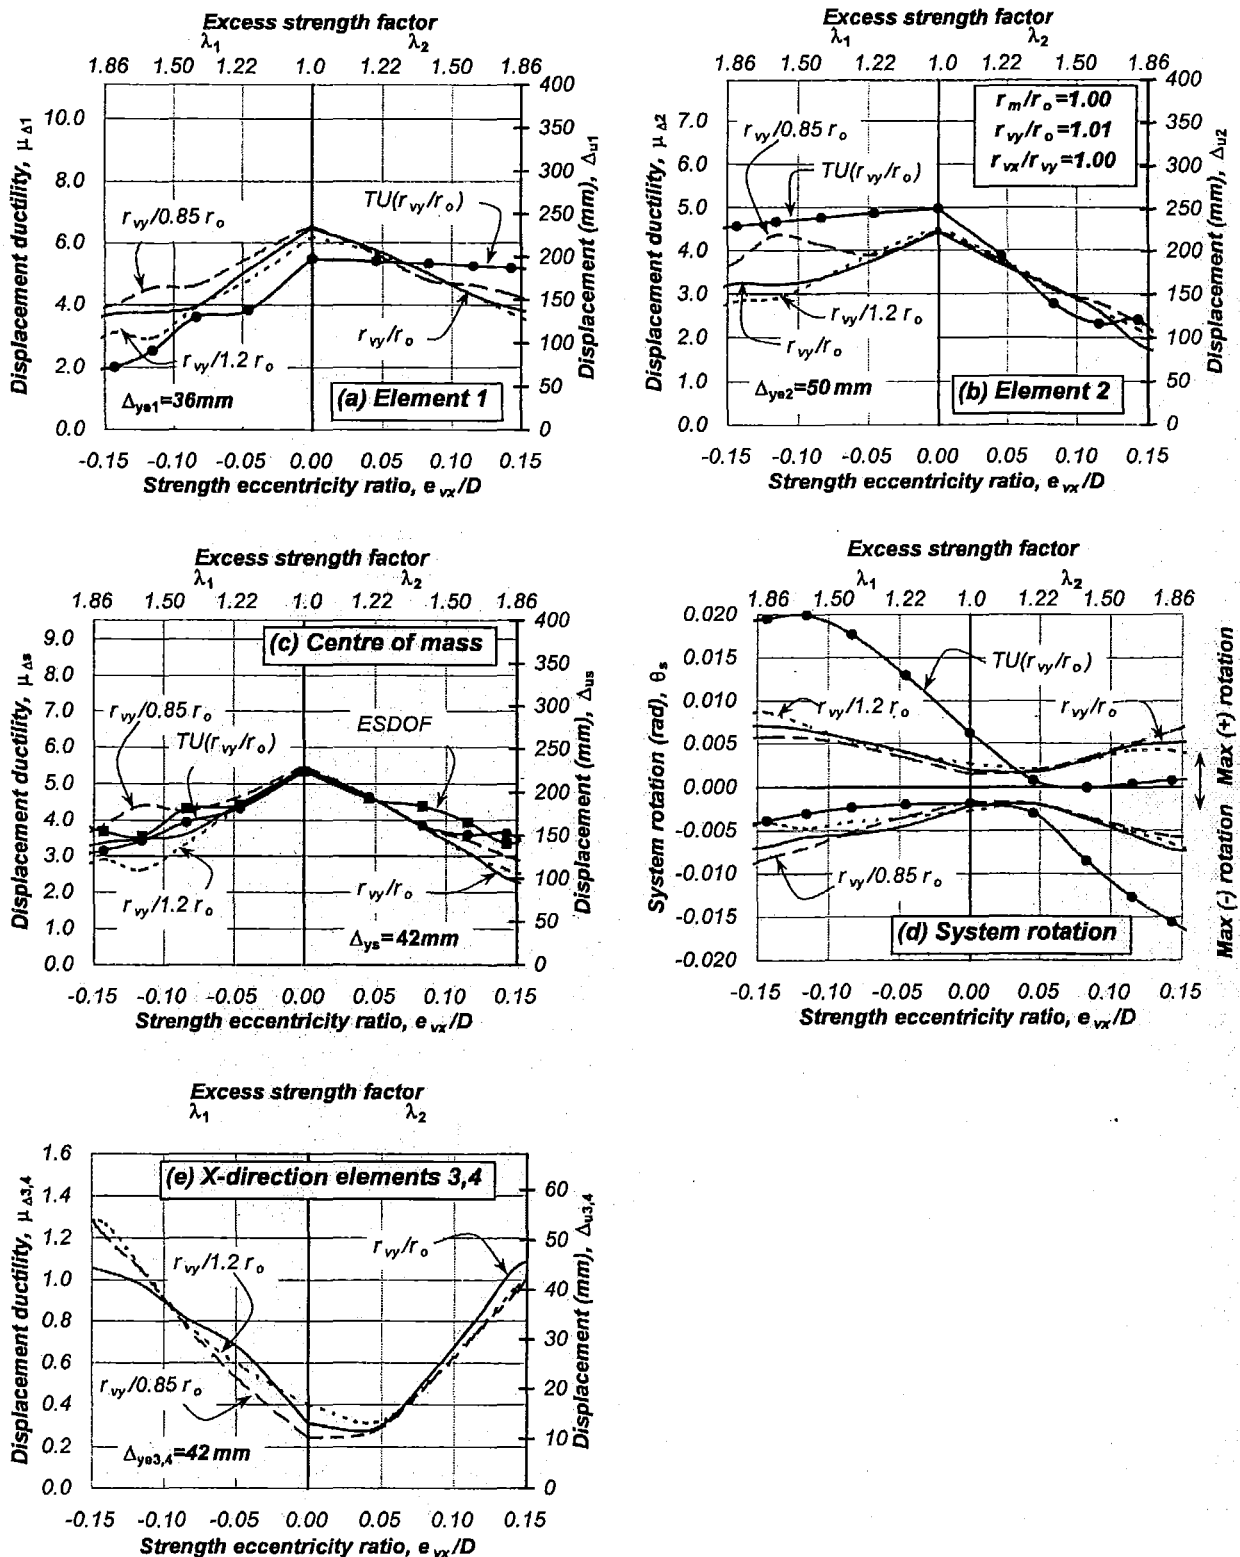 Excess strength factor
λ1 λ2
1.86 1.50 1.22 1.0 1.22 1.50 1.86
10.0
8.0
6.0
4.0
2.0
0.0
Displacement ductility, μΔ1
400
350
300
250
200
150
100
50
0
Displacement (mm), Δu1
rvy/0.85 ro
TU(rvy/ro)
rvy/1.2 ro
rvy/ro
Δye1=36mm
(a) Element 1
-0.15 -0.10 -0.05 0.00 0.05 0.10 0.15
Strength eccentricity ratio, evx/D
Excess strength factor
λ1 λ2
1.86 1.50 1.22 1.0 1.22 1.50 1.86
7.0
6.0
5.0
4.0
3.0
2.0
1.0
0.0
Displacement ductility, μΔ2
400
350
300
250
200
150
100
50
0
Displacement (mm), Δu2
rm/ro=1.00
rvy/ro=1.01
rvx/rvy=1.00
rvy/0.85 ro
TU(rvy/ro)
rvy/1.2 ro
rvy/ro
Δye2=50 mm
(b) Element 2
-0.15 -0.10 -0.05 0.00 0.05 0.10 0.15
Strength eccentricity ratio, evx/D
Excess strength factor
λ1 λ2
1.86 1.50 1.22 1.0 1.22 1.50 1.86
9.0
8.0
7.0
6.0
5.0
4.0
3.0
2.0
1.0
0.0
Displacement ductility, μΔs
400
350
300
250
200
150
100
50
0
Displacement (mm), Δus
(c) Centre of mass
rvy/0.85 ro
TU(rvy/ro)
ESDOF
rvy/1.2 ro
rvy/ro
Δys=42mm
-0.15 -0.10 -0.05 0.00 0.05 0.10 0.15
Strength eccentricity ratio, evx/D
Excess strength factor
λ1 λ2
1.86 1.50 1.22 1.0 1.22 1.50 1.86
0.020
0.015
0.010
0.005
0.000
-0.005
-0.010
-0.015
-0.020
System rotation (rad), θs
Max (-) rotation Max (+) rotation
TU(rvy/ro)
rvy/1.2 ro
rvy/ro
rvy/0.85 ro
(d) System rotation
-0.15 -0.10 -0.05 0.00 0.05 0.10 0.15
Strength eccentricity ratio, evx/D
Excess strength factor
λ1 λ2
1.6
1.4
1.2
1.0
0.8
0.6
0.4
0.2
0.0
Displacement ductility, μΔ3,4
60
50
40
30
20
10
0
Displacement (mm), Δu3,4
(e) X-direction elements 3,4
rvy/1.2 ro
rvy/ro
rvy/0.85 ro
Δye3,4=42 mm
-0.15 -0.10 -0.05 0.00 0.05 0.10 0.15
Strength eccentricity ratio, evx/D